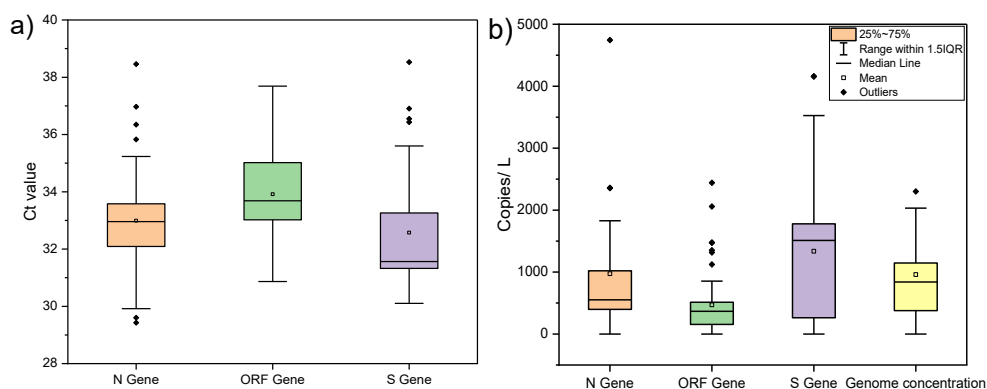 a)
40
38
36
34
32
30
28
Ct value
N Gene
ORF Gene
S Gene
b)
5000
4000
3000
2000
1000
0
Copies/ L
25%~75%
Range within 1.5IQR
Median Line
Mean
Outliers
N Gene
ORF Gene
S Gene
Genome concentration